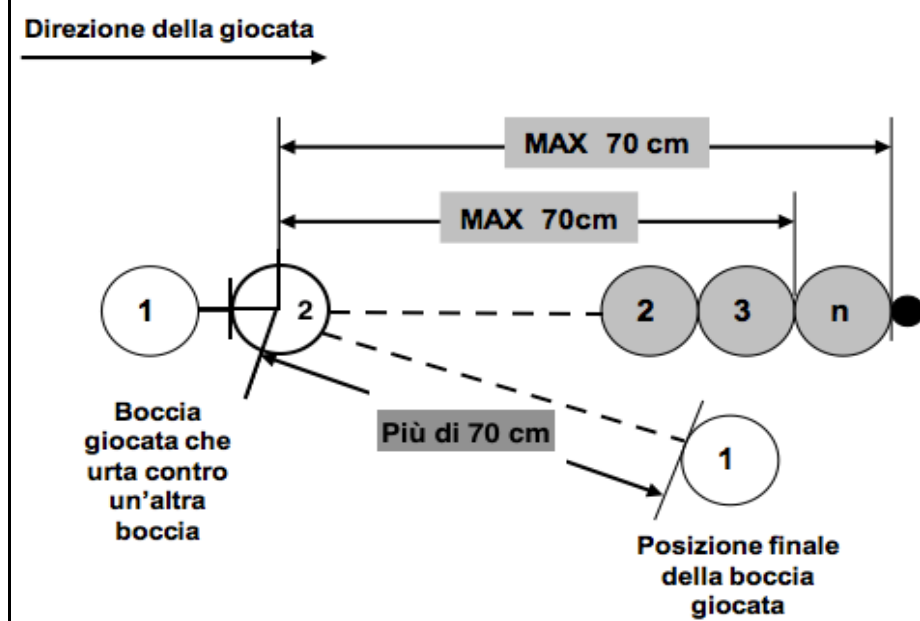 Direzione della giocata
MAX 70 cm
MAX 70cm
1
2
2
3
n
Più di 70 cm
1
Boccia
giocata che
urta contro
un'altra
boccia
Posizione finale
della boccia
giocata